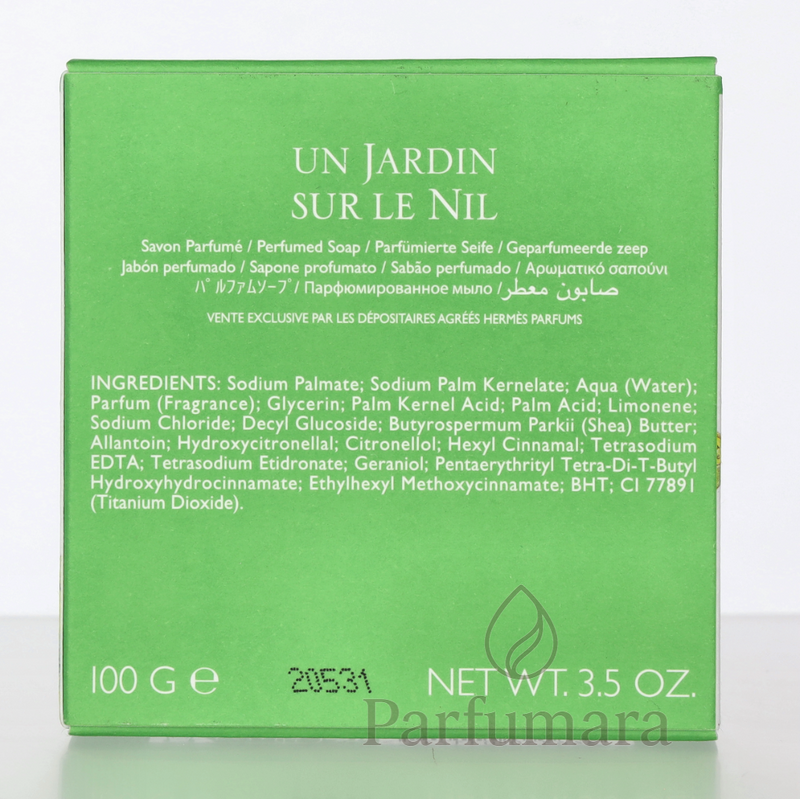 UN JARDIN
SUR LE NIL
Savon Parfumé / Perfumed Soap / Parfümierte Seife / Geparfumeerde zeep
Jabón perfumado / Sapone profumato / Sabão perfumado / Αρωματικό σαπούνι
ﾊﾟﾙﾌｧﾑｿｰﾌﾟ/ Парфюмированное мыло / صابون معطر
VENTE EXCLUSIVE PAR LES DÉPOSITAIRES AGRÉÉS HERMÈS PARFUMS
INGREDIENTS: Sodium Palmate; Sodium Palm Kernelate; Aqua (Water);
Parfum (Fragrance); Glycerin; Palm Kernel Acid; Palm Acid; Limonene;
Sodium Chloride; Decyl Glucoside; Butyrospermum Parkii (Shea) Butter;
Allantoin; Hydroxycitronellal; Citronellol; Hexyl Cinnamal; Tetrasodium
EDTA; Tetrasodium Etidronate; Geraniol; Pentaerythrityl Tetra-Di-T-Butyl
Hydroxyhydrocinnamate; Ethylhexyl Methoxycinnamate; BHT; CI 77891
(Titanium Dioxide).
100 G ℮ 20531 NET WT. 3.5 OZ.
Parfumara